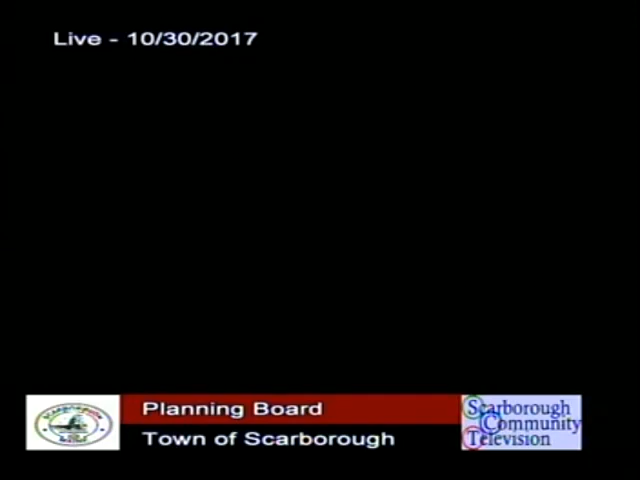 Live - 10/30/2017
Planning Board
Town of Scarborough
Scarborough
Community
Television